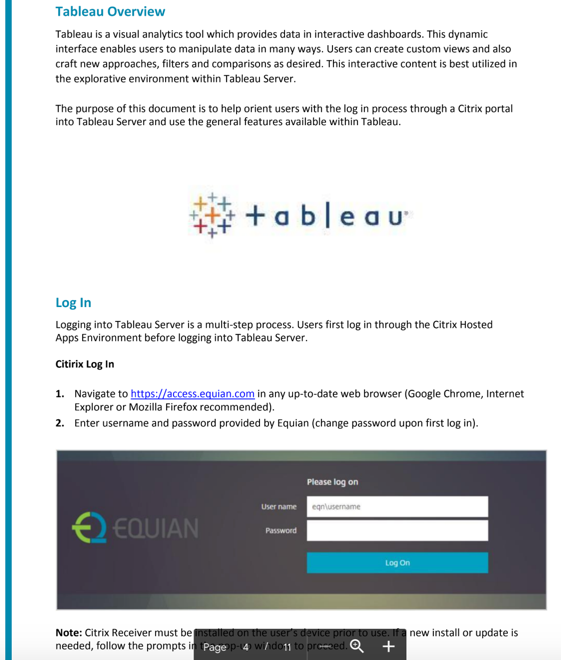 Tableau Overview
Tableau is a visual analytics tool which provides data in interactive dashboards. This dynamic
interface enables users to manipulate data in many ways. Users can create custom views and also
craft new approaches, filters and comparisons as desired. This interactive content is best utilized in
the explorative environment within Tableau Server.
The purpose of this document is to help orient users with the log in process through a Citrix portal
into Tableau Server and use the general features available within Tableau.
+ a b l e a u
Log In
Logging into Tableau Server is a multi-step process. Users first log in through the Citrix Hosted
Apps Environment before logging into Tableau Server.
Citirix Log In
1. Navigate to https://access.equian.com in any up-to-date web browser (Google Chrome, Internet
Explorer or Mozilla Firefox recommended).
2. Enter username and password provided by Equian (change password upon first log in).
Please log on
User name eqn\username
EQUIAN
Password
Log On
Note: Citrix Receiver must be installed on the user's device prior to use. If a new install or update is
needed, follow the prompts in pop-up window to proceed.
Page 4 / 11